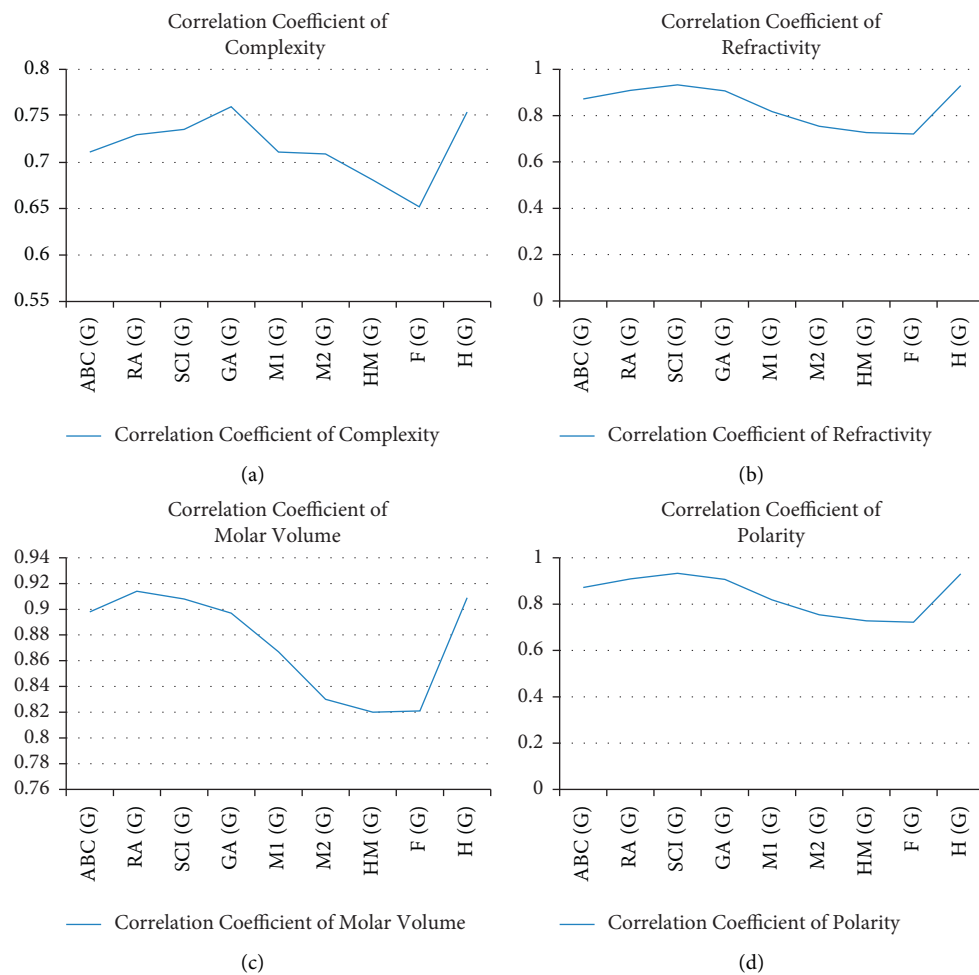 Correlation Coefficient of
Complexity
0.8
0.75
0.7
0.65
0.6
0.55
ABC (G)
RA (G)
SCI (G)
GA (G)
M1 (G)
M2 (G)
HM (G)
F (G)
H (G)
Correlation Coefficient of Complexity
(a)
Correlation Coefficient of
Refractivity
1
0.8
0.6
0.4
0.2
0
ABC (G)
RA (G)
SCI (G)
GA (G)
M1 (G)
M2 (G)
HM (G)
F (G)
H (G)
Correlation Coefficient of Refractivity
(b)
Correlation Coefficient of
Molar Volume
0.94
0.92
0.9
0.88
0.86
0.84
0.82
0.8
0.78
0.76
ABC (G)
RA (G)
SCI (G)
GA (G)
M1 (G)
M2 (G)
HM (G)
F (G)
H (G)
Correlation Coefficient of Molar Volume
(c)
Correlation Coefficient of
Polarity
1
0.8
0.6
0.4
0.2
0
ABC (G)
RA (G)
SCI (G)
GA (G)
M1 (G)
M2 (G)
HM (G)
F (G)
H (G)
Correlation Coefficient of Polarity
(d)